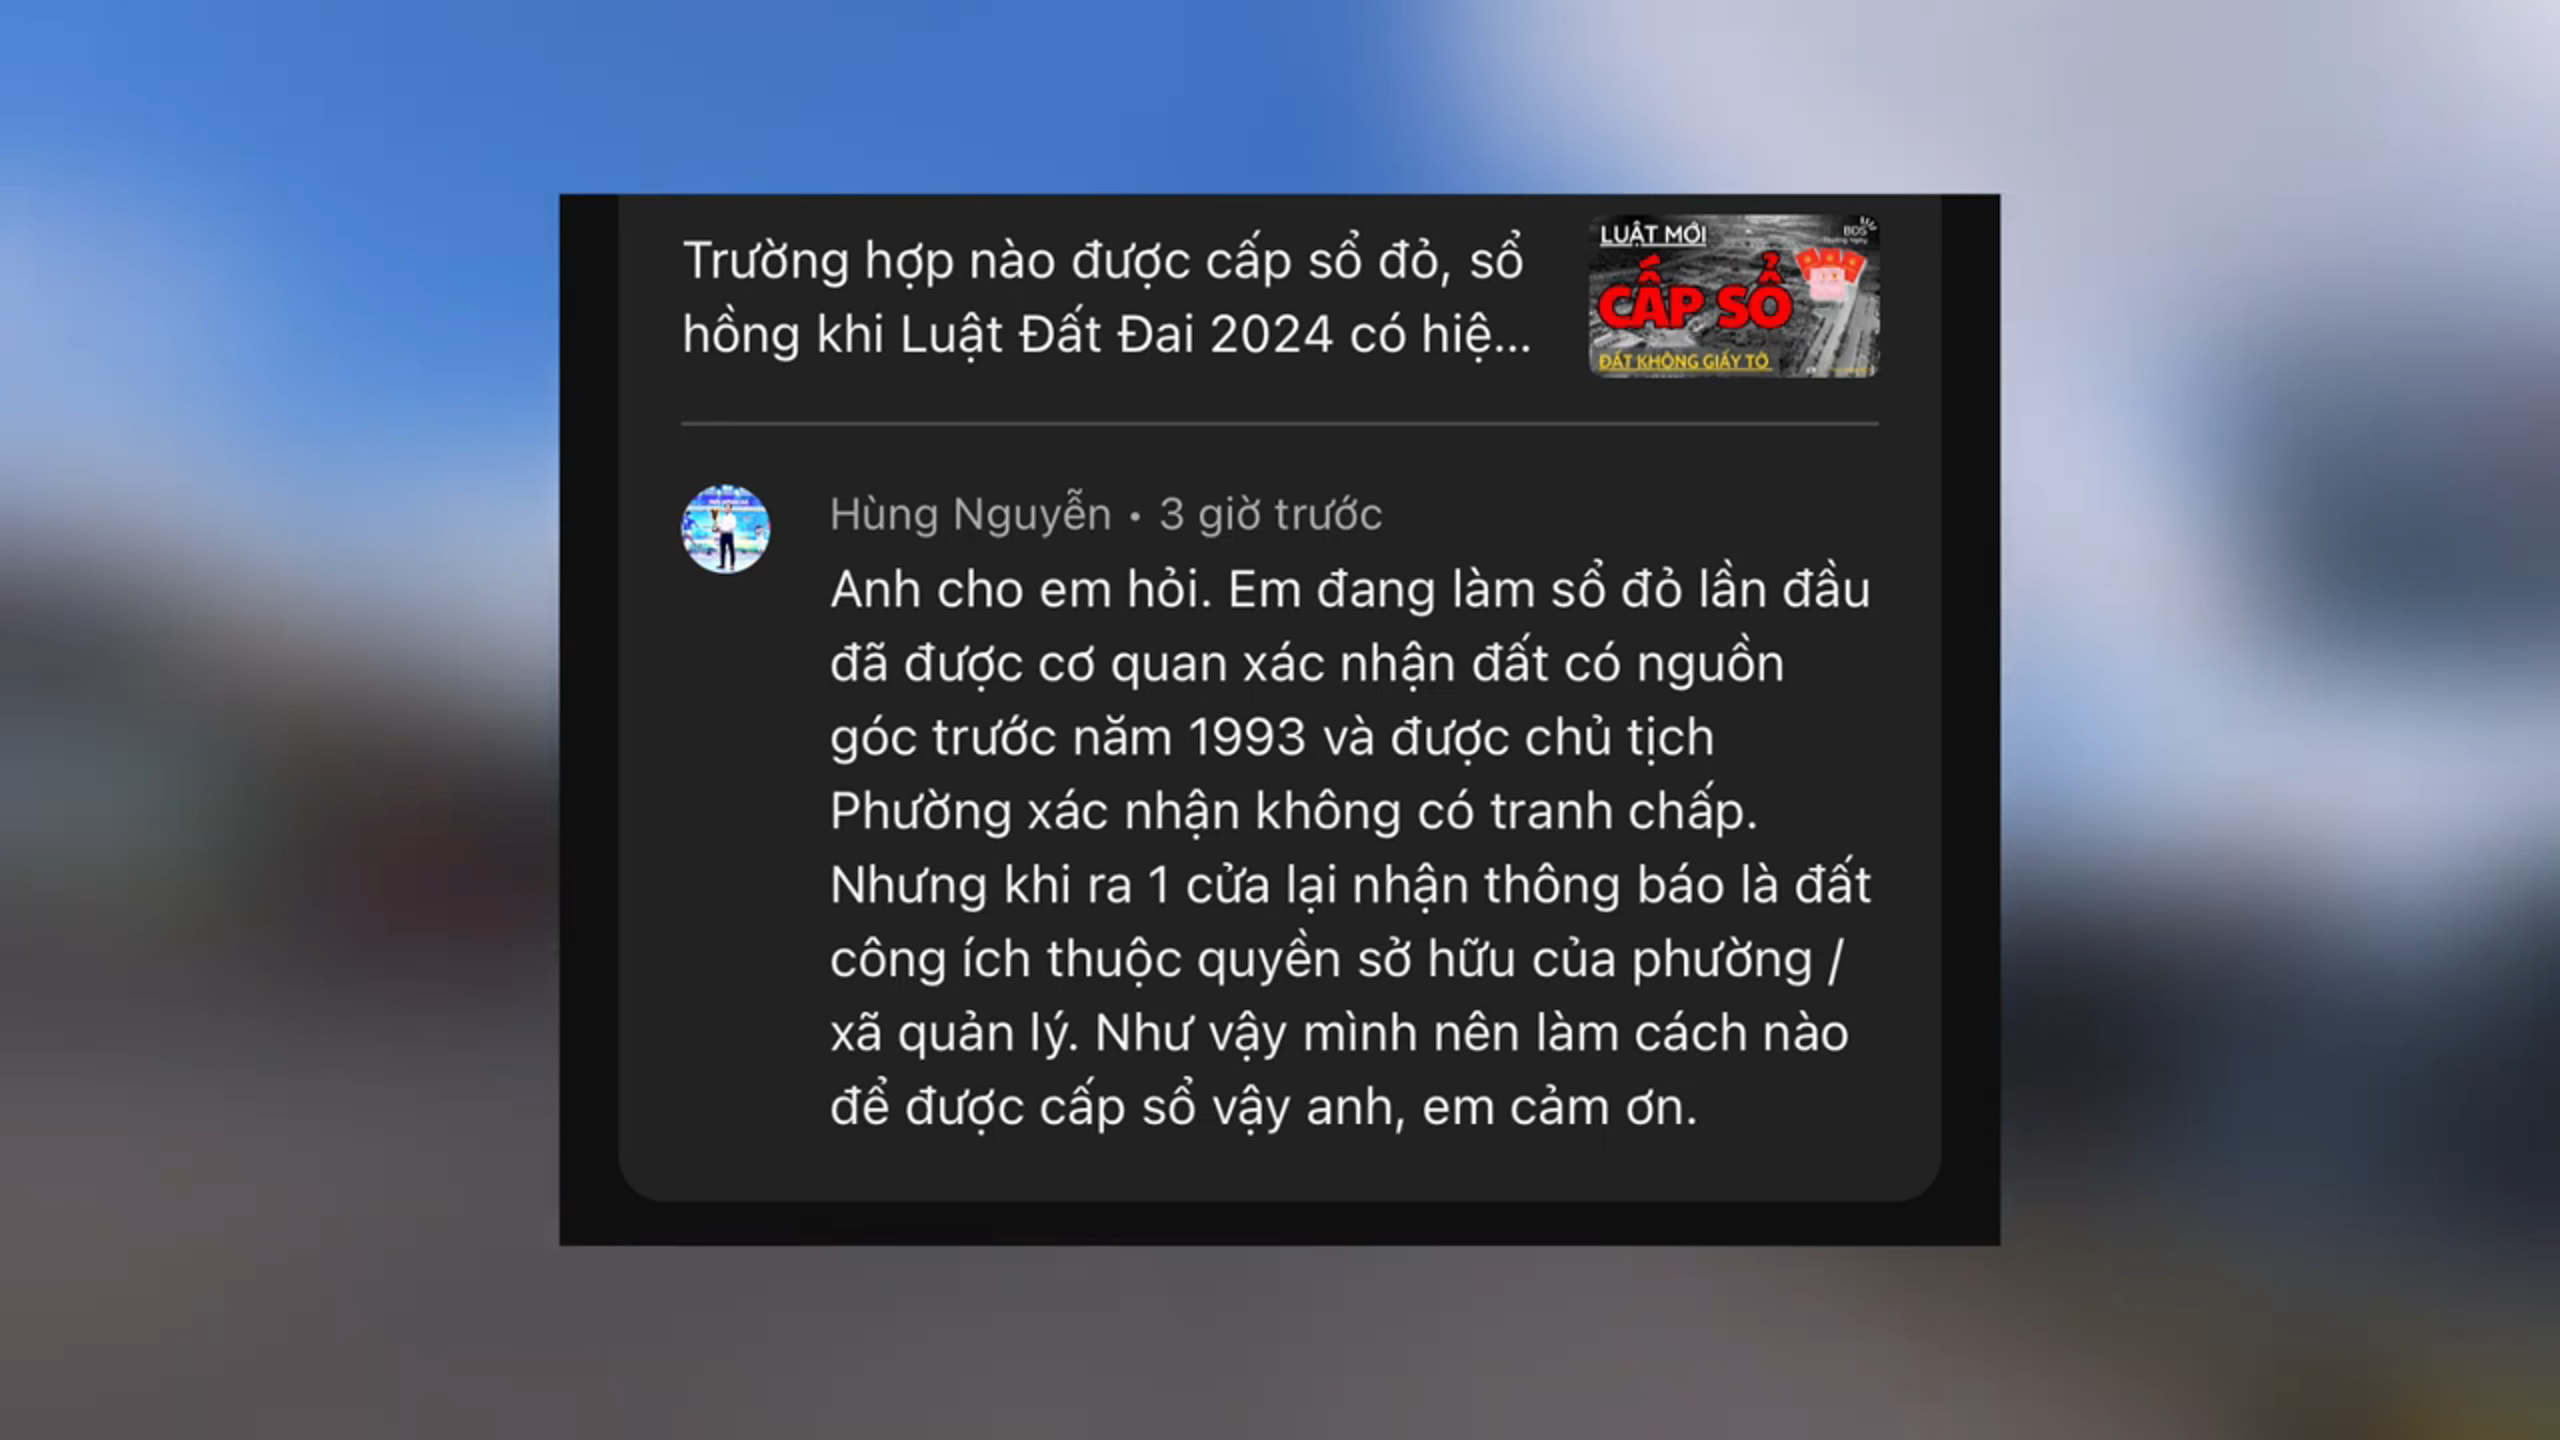 Trường hợp nào được cấp sổ đỏ, sổ
hồng khi Luật Đất Đai 2024 có hiệ...
LUẬT MỚI
BĐS
CẤP SỔ
ĐẤT KHÔNG GIẤY TỜ
Hùng Nguyễn • 3 giờ trước
Anh cho em hỏi. Em đang làm sổ đỏ lần đầu
đã được cơ quan xác nhận đất có nguồn
góc trước năm 1993 và được chủ tịch
Phường xác nhận không có tranh chấp.
Nhưng khi ra 1 cửa lại nhận thông báo là đất
công ích thuộc quyền sở hữu của phường /
xã quản lý. Như vậy mình nên làm cách nào
để được cấp sổ vậy anh, em cảm ơn.